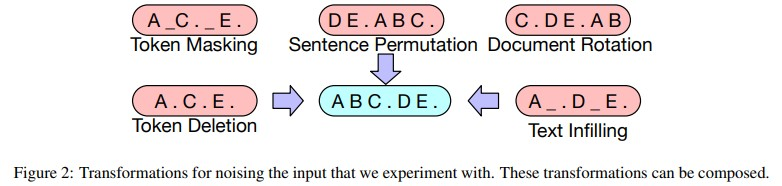 A _ C . _ E .
D E . A B C .
C . D E . A B
Token Masking
Sentence Permutation
Document Rotation
A . C . E .
A B C . D E .
A _ . D _ E .
Token Deletion
Text Infilling
Figure 2: Transformations for noising the input that we experiment with. These transformations can be composed.